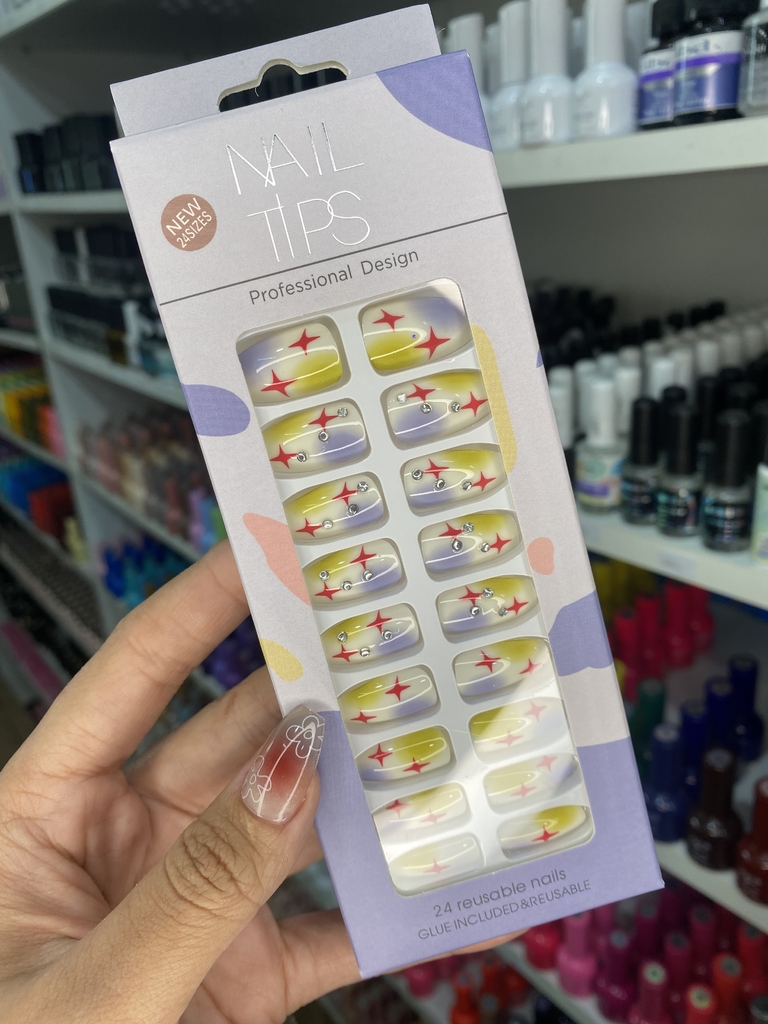 NAIL
TIPS
NEW
24SIZES
Professional Design
24 reusable nails
GLUE INCLUDED&REUSABLE